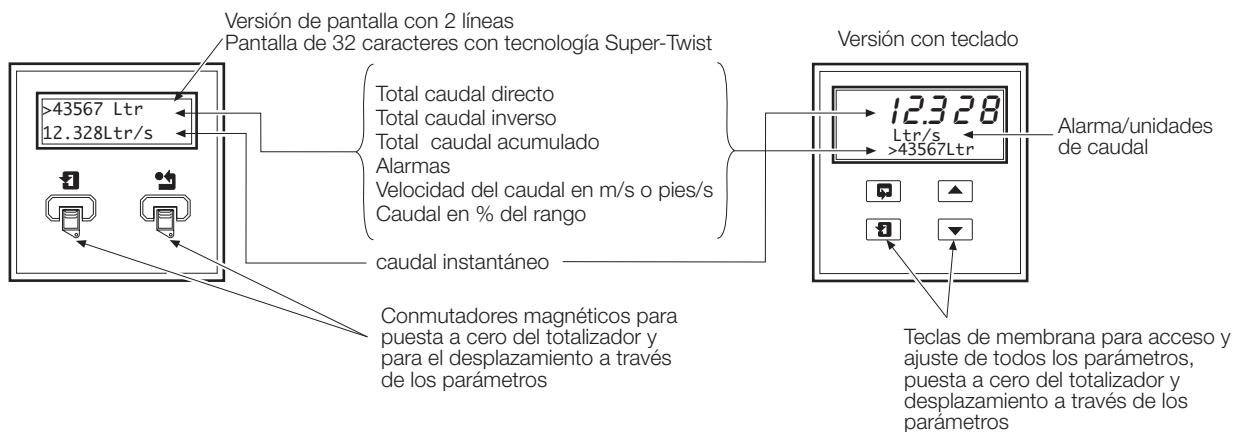 Versión de pantalla con 2 líneas
Pantalla de 32 caracteres con tecnología Super-Twist
>43567 Ltr
12.328Ltr/s
Total caudal directo
Total caudal inverso
Total caudal acumulado
Alarmas
Velocidad del caudal en m/s o pies/s
Caudal en % del rango
caudal instantáneo
Conmutadores magnéticos para
puesta a cero del totalizador y
para el desplazamiento a través
de los parámetros
Versión con teclado
12.328
Ltr/s
>43567Ltr
Alarma/unidades
de caudal
Teclas de membrana para acceso y
ajuste de todos los parámetros,
puesta a cero del totalizador y
desplazamiento a través de los
parámetros